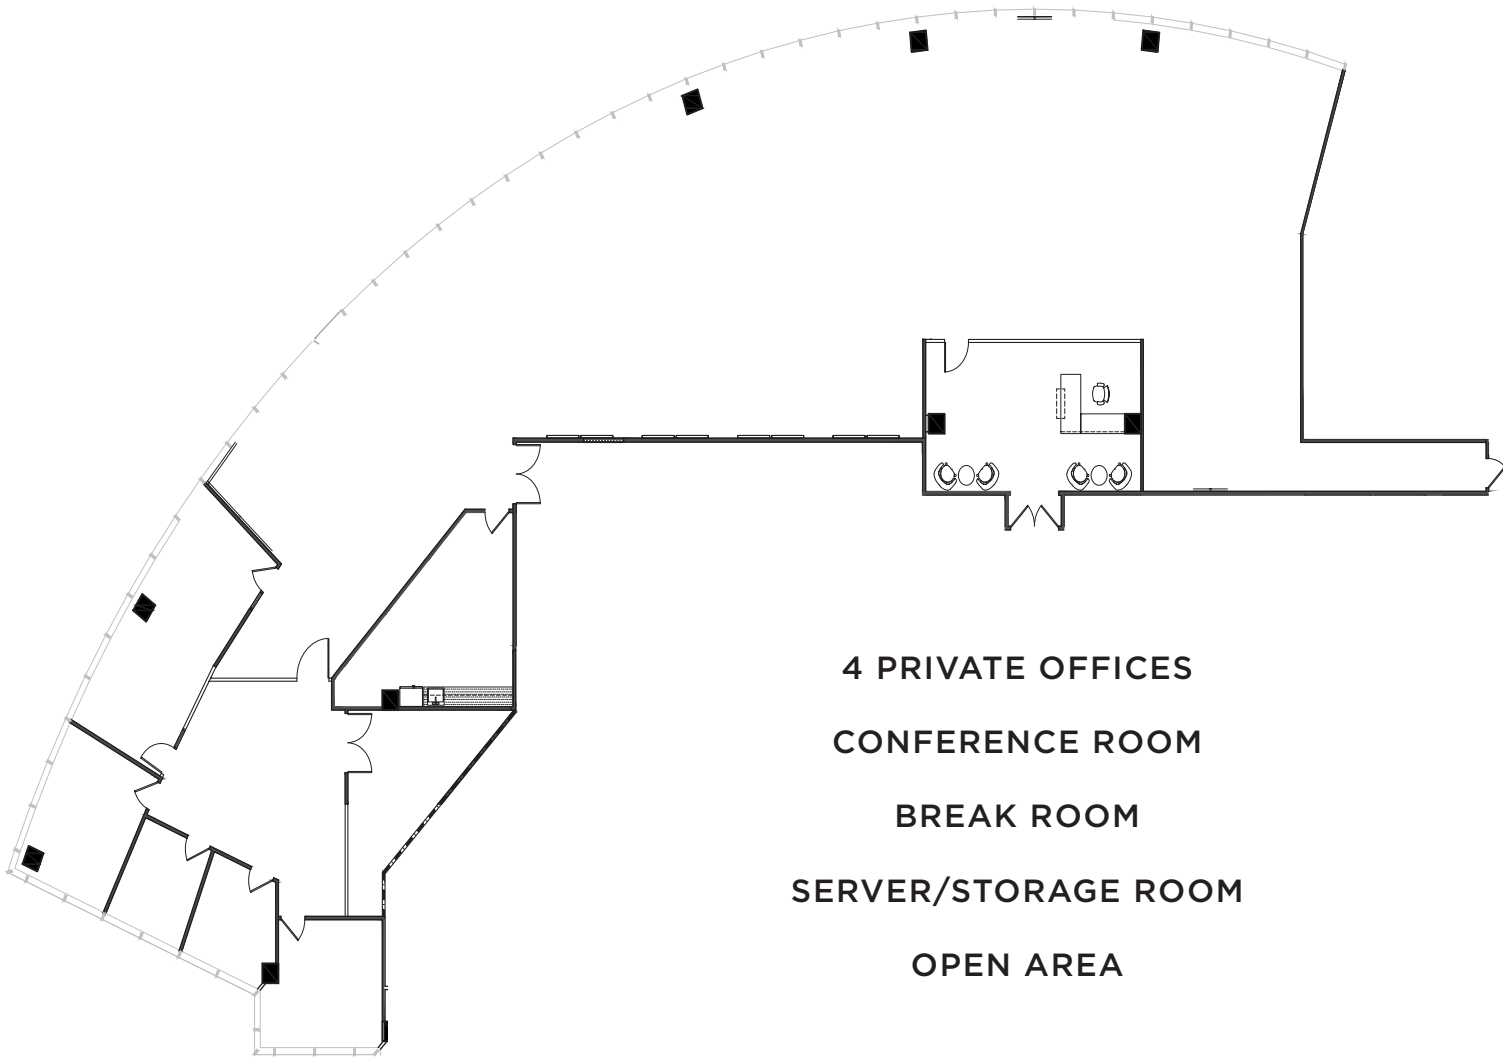 4 PRIVATE OFFICES
CONFERENCE ROOM
BREAK ROOM
SERVER/STORAGE ROOM
OPEN AREA